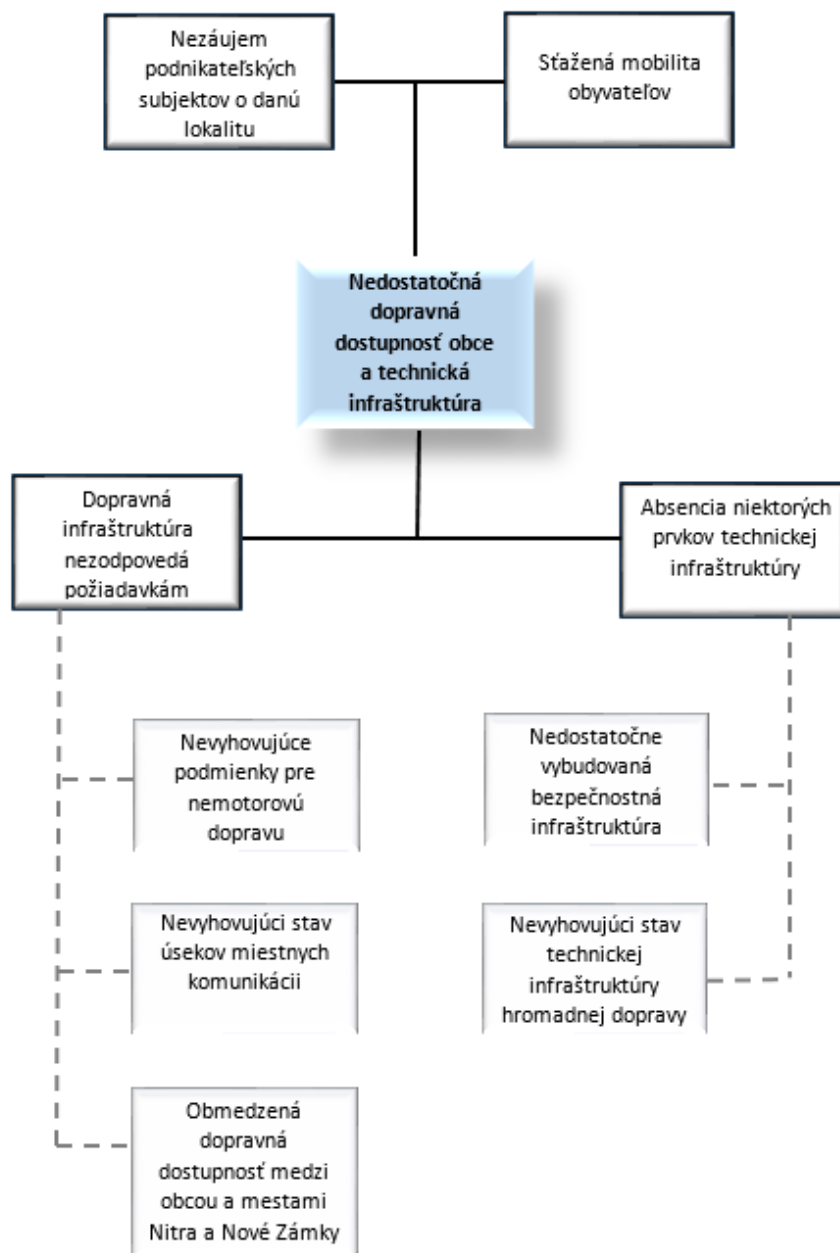 Nezáujem
podnikateľských
subjektov o danú
lokalitu
Sťažená mobilita
obyvateľov
Nedostatočná
dopravná
dostupnosť obce
a technická
infraštruktúra
Dopravná
infraštruktúra
nezodpovedá
požiadavkám
Absencia niektorých
prvkov technickej
infraštruktúry
Nevyhovujúce
podmienky pre
nemotorovú
dopravu
Nedostatočne
vybudovaná
bezpečnostná
infraštruktúra
Nevyhovujúci stav
úsekov miestnych
komunikácii
Nevyhovujúci stav
technickej
infraštruktúry
hromadnej dopravy
Obmedzená
dopravná
dostupnosť medzi
obcou a mestami
Nitra a Nové Zámky